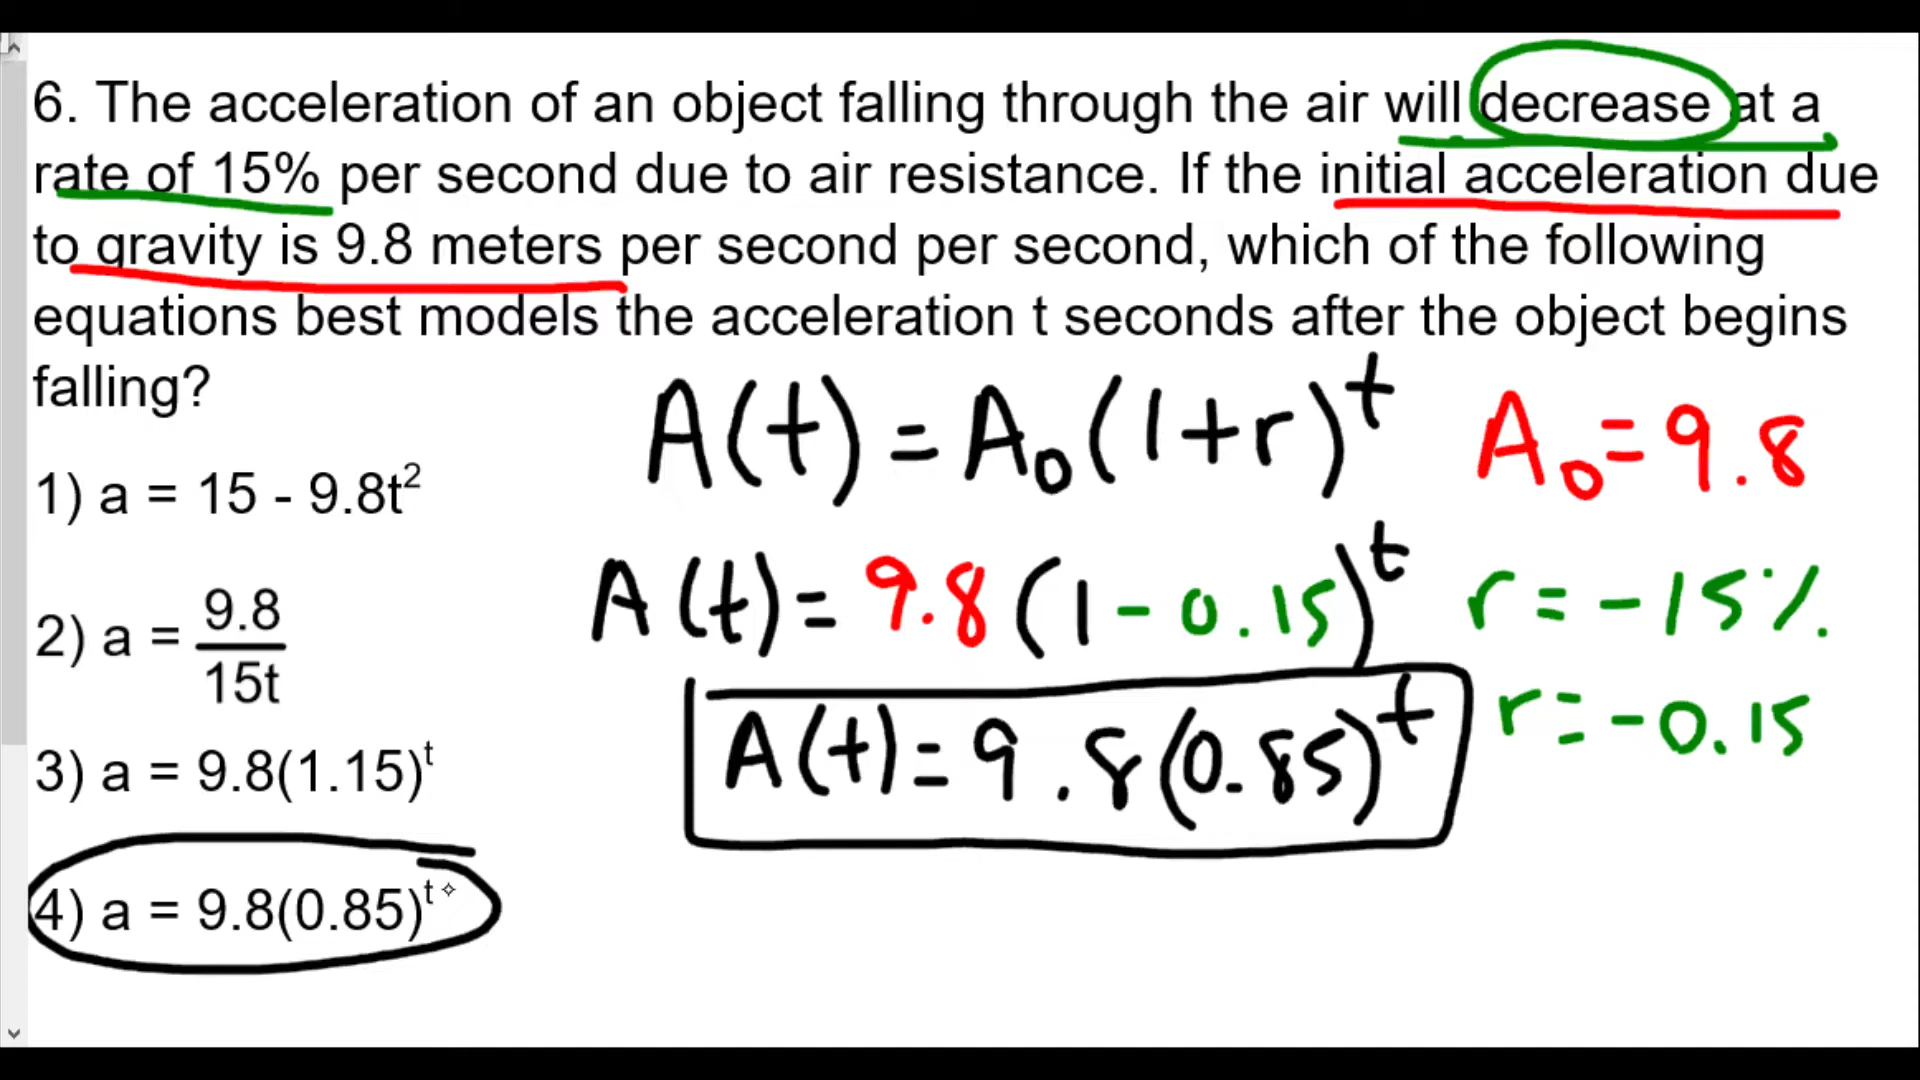 6. The acceleration of an object falling through the air will decrease at a
rate of 15% per second due to air resistance. If the initial acceleration due
to gravity is 9.8 meters per second per second, which of the following
equations best models the acceleration t seconds after the object begins
falling?
A(t) = A₀(1+r)ᵗ
A₀ = 9.8
1) a = 15 - 9.8t²
A(t) = 9.8(1 - 0.15)ᵗ
r = -15%
2) a = 9.8/15t
r = -0.15
A(t) = 9.8(0.85)ᵗ
3) a = 9.8(1.15)ᵗ
4) a = 9.8(0.85)ᵗ